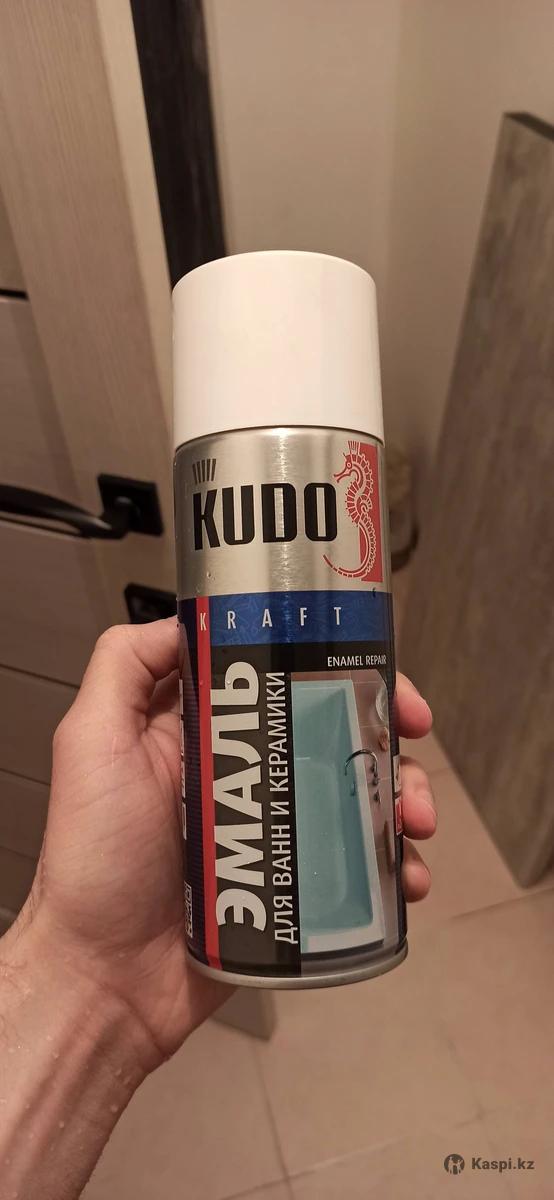 KUDO
KRAFT
ENAMEL REPAIR
ЭМАЛЬ
ДЛЯ ВАНН И КЕРАМИКИ
Kaspi.kz